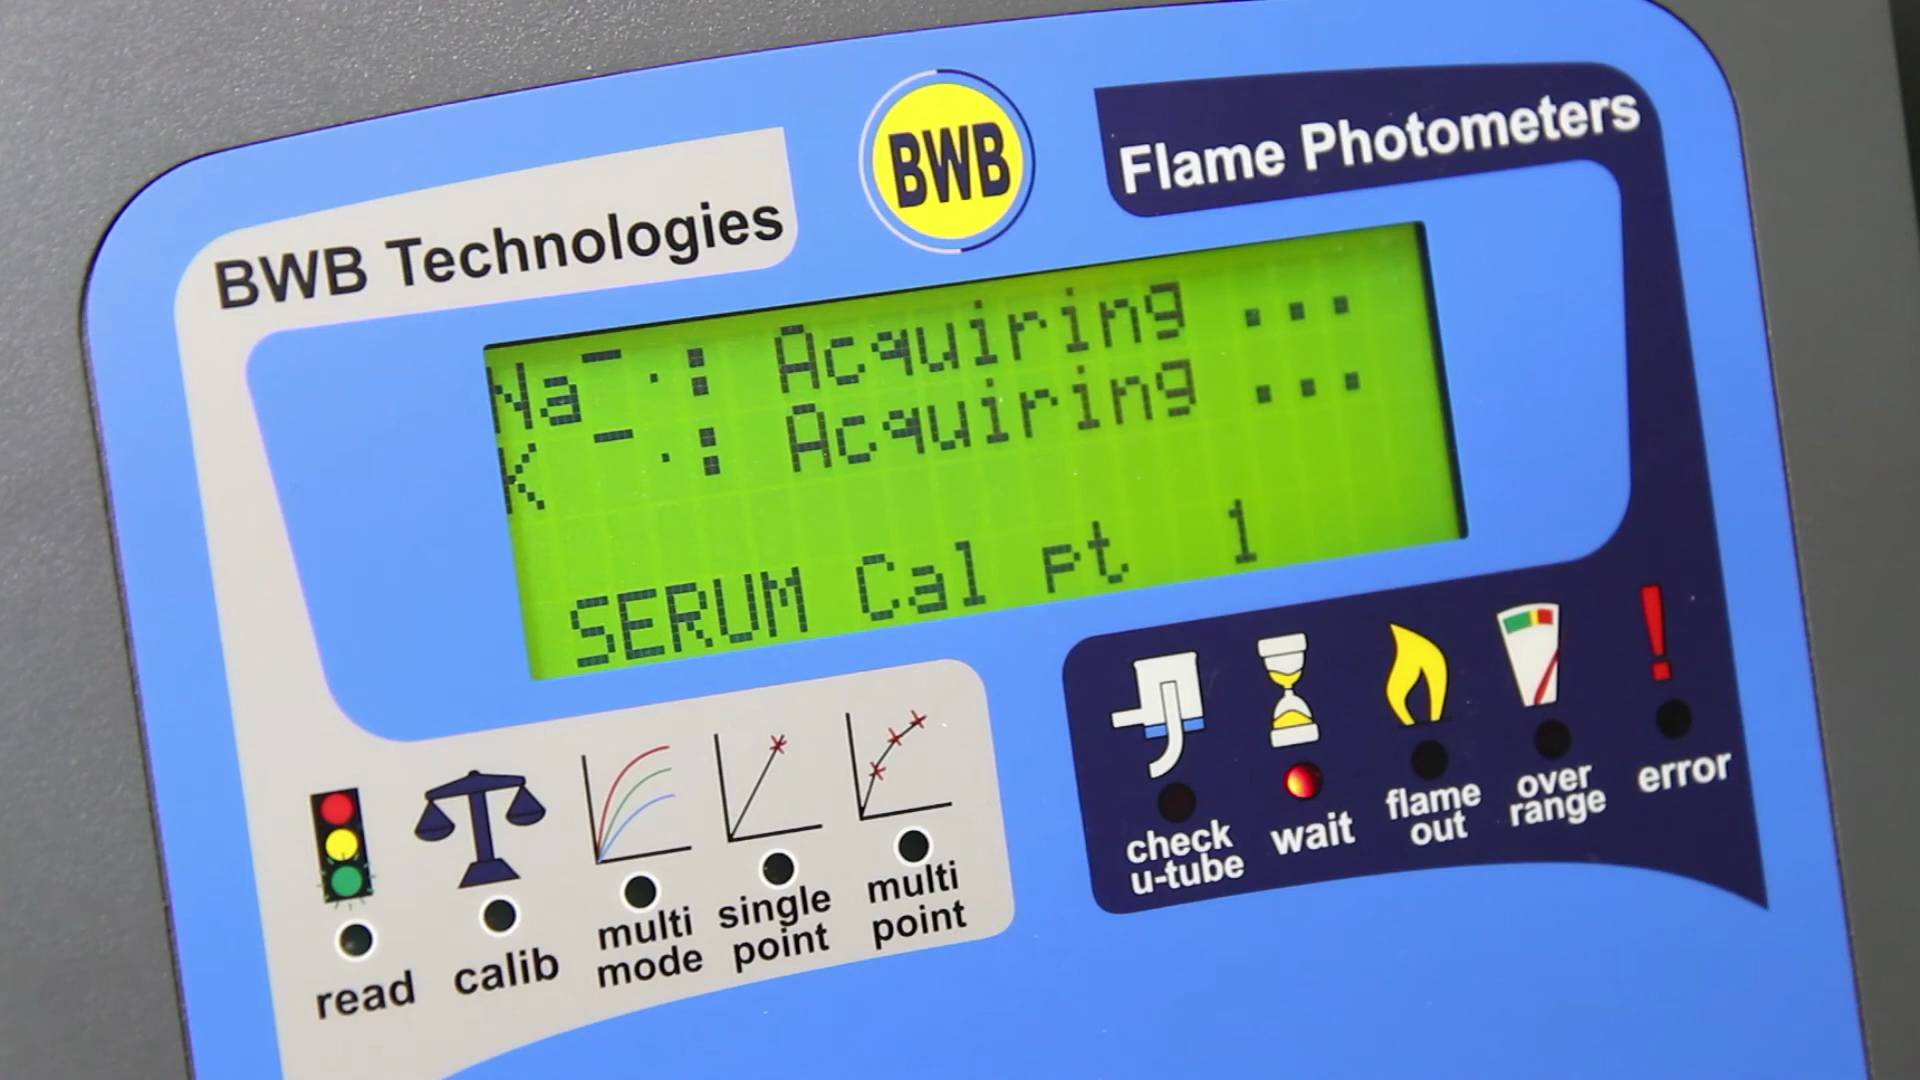 BWB Technologies
BWB
Flame Photometers
Na : Acquiring ...
K : Acquiring ...
SERUM Cal pt 1
read
calib
multi
mode
single
point
multi
point
check
u-tube
wait
flame
out
over
range
error